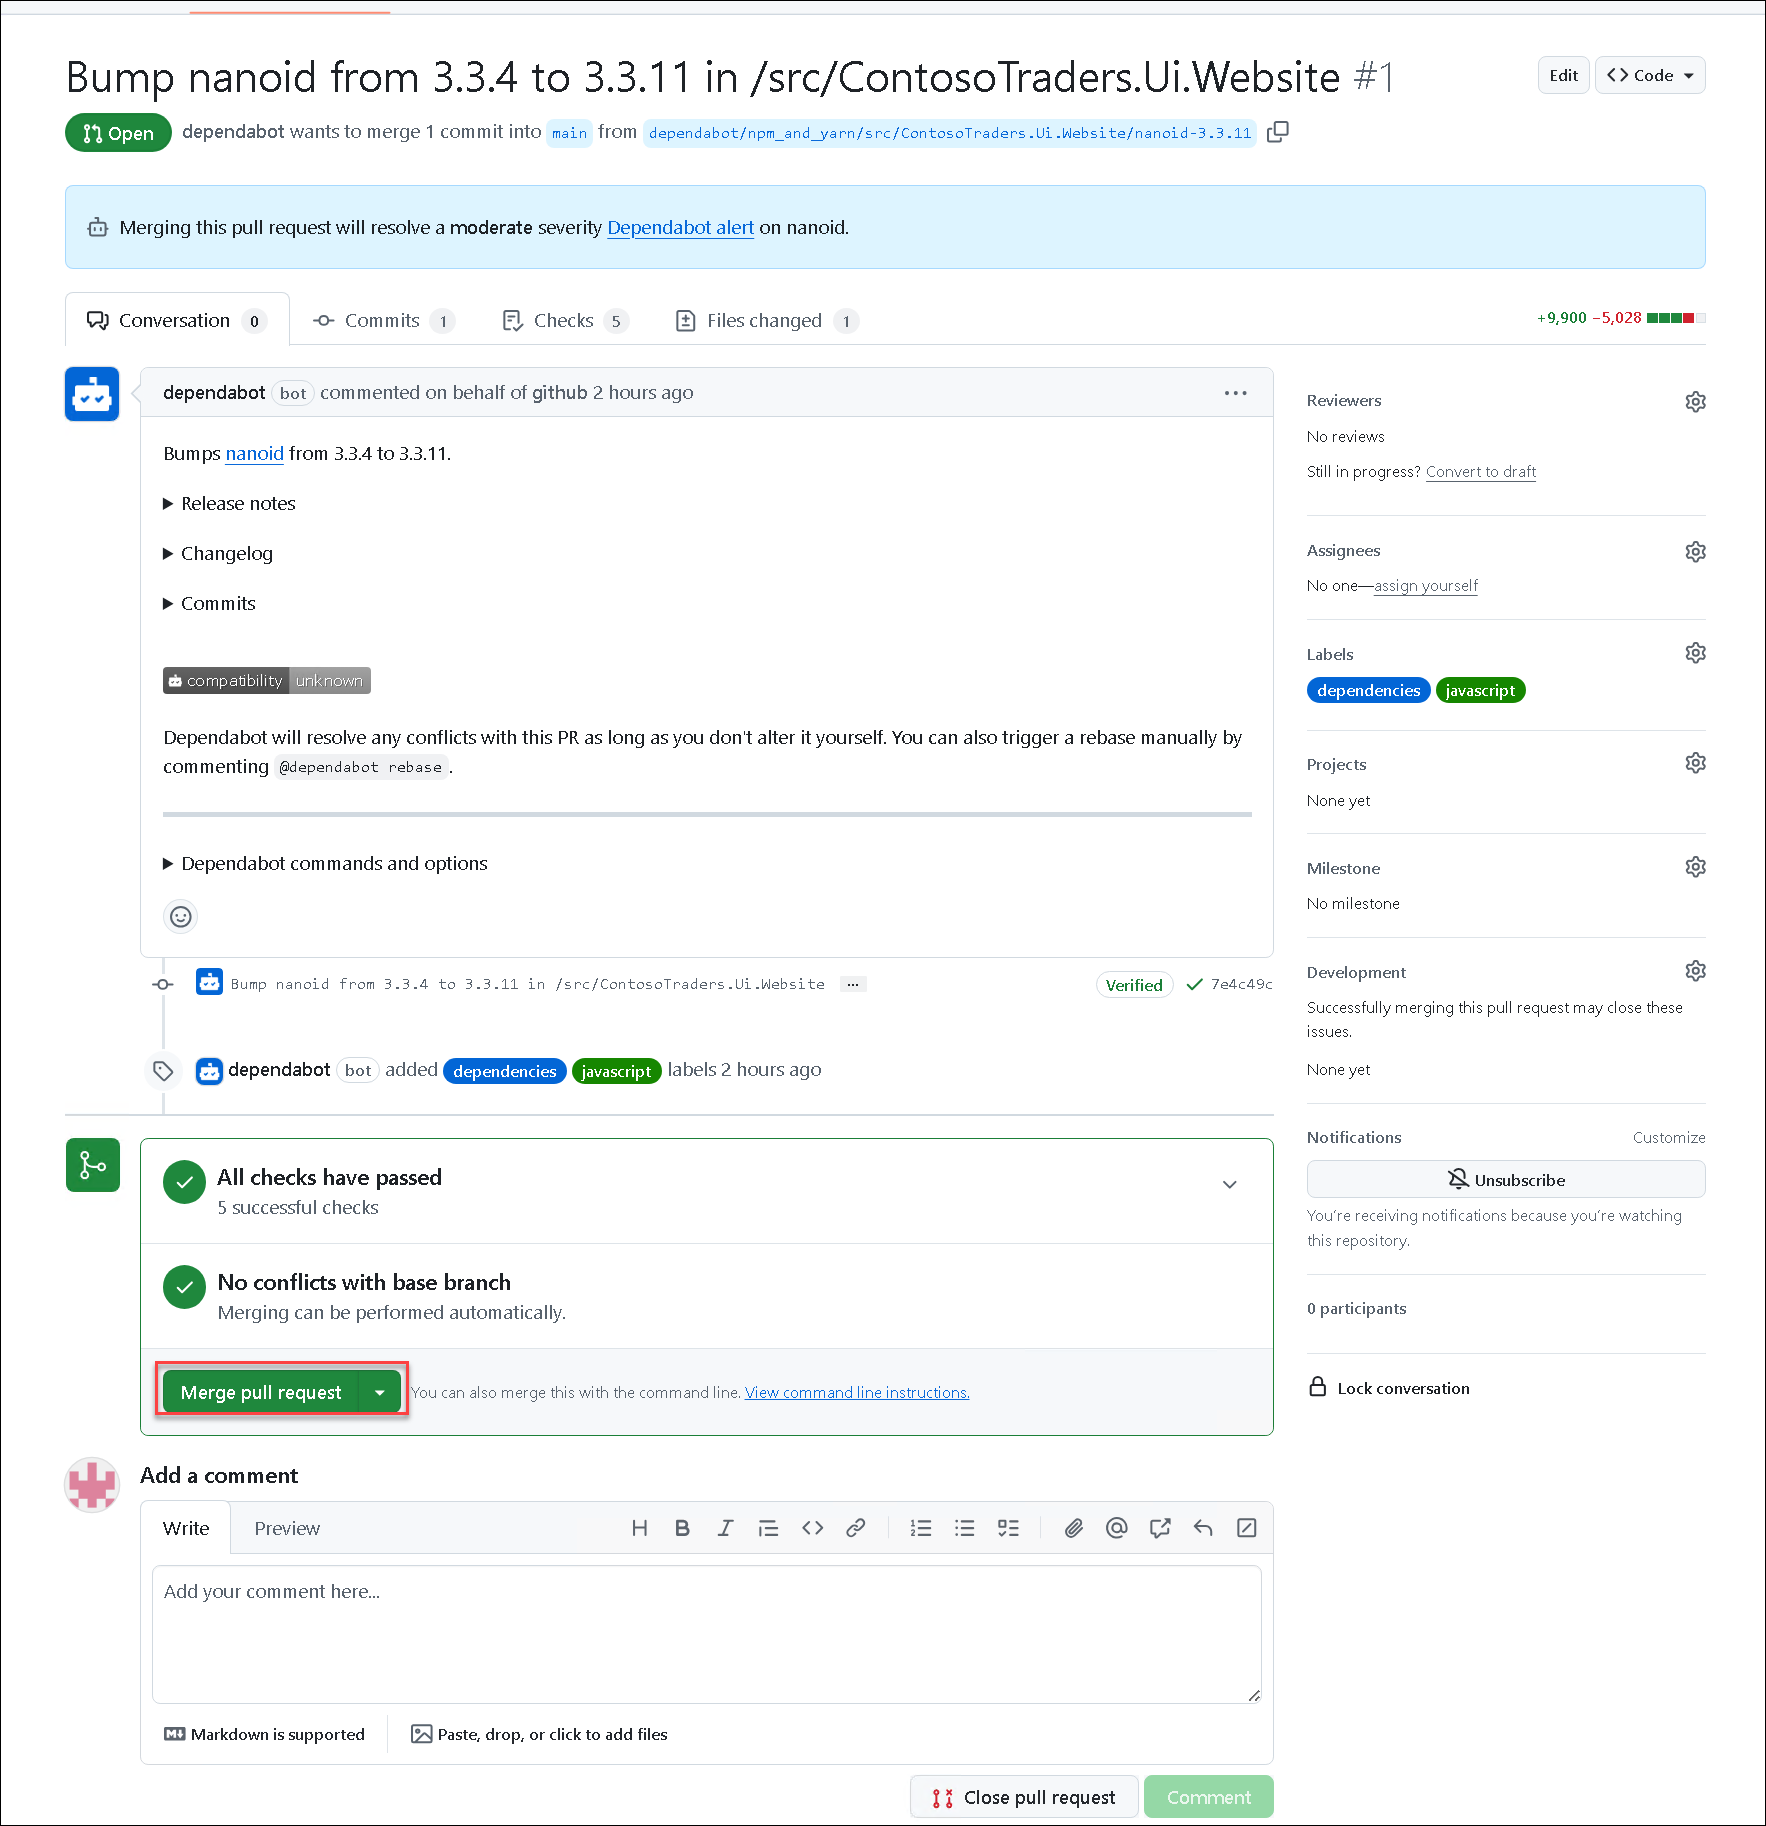 Bump nanoid from 3.3.4 to 3.3.11 in /src/ContosoTraders.Ui.Website #1
Edit
Code
Open
dependabot wants to merge 1 commit into main from dependabot/npm_and_yarn/src/ContosoTraders.Ui.Website/nanoid-3.3.11
Merging this pull request will resolve a moderate severity Dependabot alert on nanoid.
Conversation 0
Commits 1
Checks 5
Files changed 1
+9,900 −5,028
dependabot bot commented on behalf of github 2 hours ago
Bumps nanoid from 3.3.4 to 3.3.11.
Release notes
Changelog
Commits
compatibility unknown
Dependabot will resolve any conflicts with this PR as long as you don't alter it yourself. You can also trigger a rebase manually by
commenting @dependabot rebase.
Dependabot commands and options
Bump nanoid from 3.3.4 to 3.3.11 in /src/ContosoTraders.Ui.Website ...
Verified
7e4c49c
dependabot bot added dependencies javascript labels 2 hours ago
All checks have passed
5 successful checks
No conflicts with base branch
Merging can be performed automatically.
Merge pull request
You can also merge this with the command line. View command line instructions.
Add a comment
Write
Preview
Add your comment here...
Markdown is supported
Paste, drop, or click to add files
Close pull request
Comment
Reviewers
No reviews
Still in progress? Convert to draft
Assignees
No one—assign yourself
Labels
dependencies javascript
Projects
None yet
Milestone
No milestone
Development
Successfully merging this pull request may close these
issues.
None yet
Notifications
Customize
Unsubscribe
You're receiving notifications because you're watching
this repository.
0 participants
Lock conversation